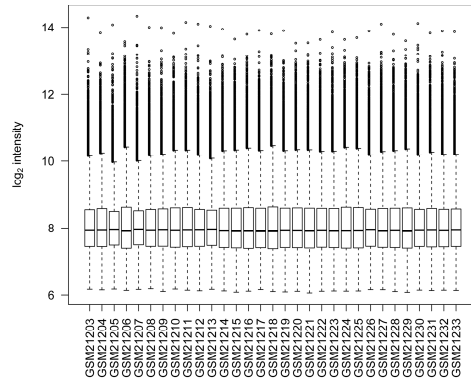 14
12
10
8
6
log₂ intensity
GSM21203
GSM21204
GSM21205
GSM21206
GSM21207
GSM21208
GSM21209
GSM21210
GSM21211
GSM21212
GSM21213
GSM21214
GSM21215
GSM21216
GSM21217
GSM21218
GSM21219
GSM21220
GSM21221
GSM21222
GSM21223
GSM21224
GSM21225
GSM21226
GSM21227
GSM21228
GSM21229
GSM21230
GSM21231
GSM21232
GSM21233